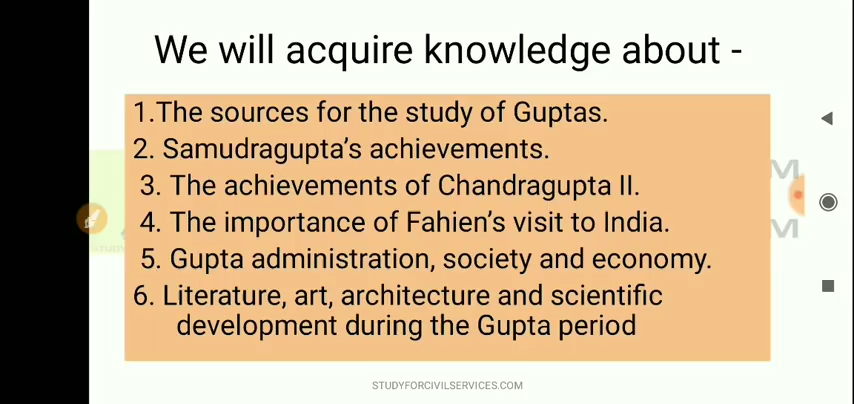 We will acquire knowledge about -
1.The sources for the study of Guptas.
2. Samudragupta’s achievements.
3. The achievements of Chandragupta II.
4. The importance of Fahien’s visit to India.
5. Gupta administration, society and economy.
6. Literature, art, architecture and scientific
development during the Gupta period
STUDYFORCIVILSERVICES.COM